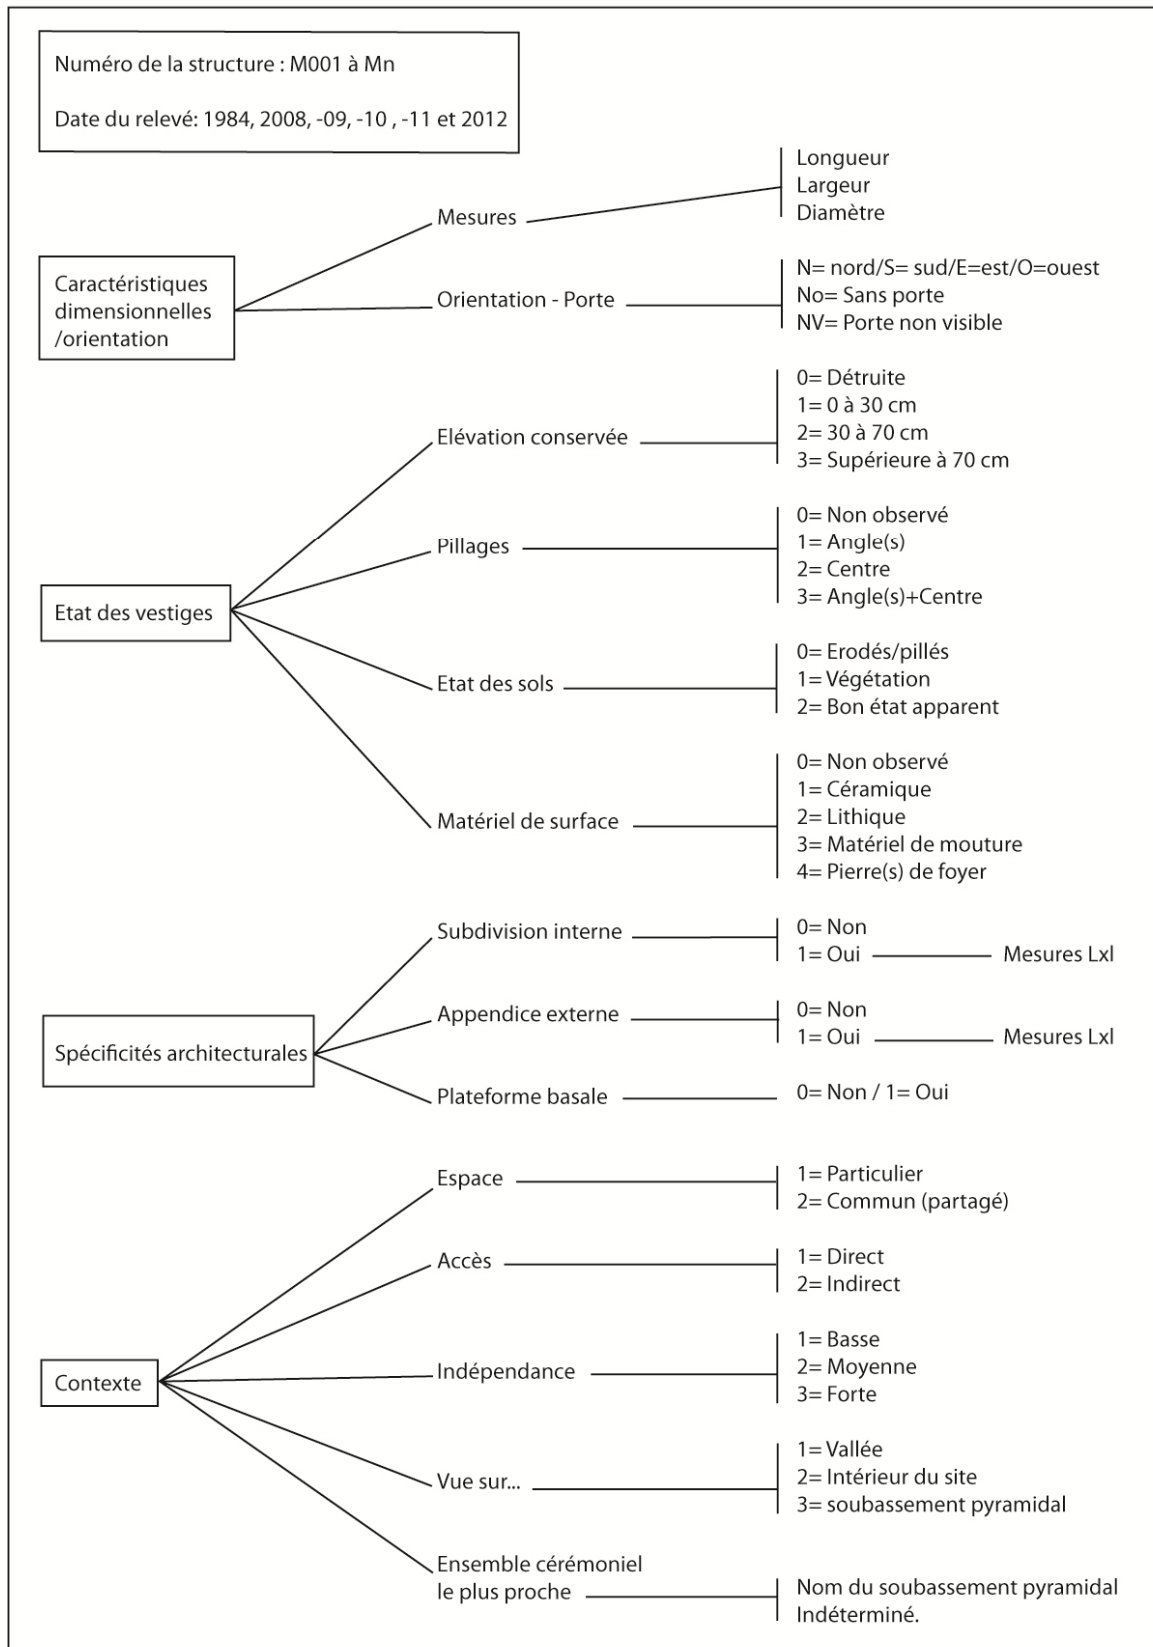 Numéro de la structure : M001 à Mn
Date du relevé: 1984, 2008, -09, -10 , -11 et 2012
Caractéristiques
dimensionnelles
/orientation
Mesures
Longueur
Largeur
Diamètre
Orientation - Porte
N= nord/S= sud/E=est/O=ouest
No= Sans porte
NV= Porte non visible
Etat des vestiges
Elévation conservée
0= Détruite
1= 0 à 30 cm
2= 30 à 70 cm
3= Supérieure à 70 cm
Pillages
0= Non observé
1= Angle(s)
2= Centre
3= Angle(s)+Centre
Etat des sols
0= Erodés/pillés
1= Végétation
2= Bon état apparent
Matériel de surface
0= Non observé
1= Céramique
2= Lithique
3= Matériel de mouture
4= Pierre(s) de foyer
Spécificités architecturales
Subdivision interne
0= Non
1= Oui Mesures Lxl
Appendice externe
0= Non
1= Oui Mesures Lxl
Plateforme basale
0= Non / 1= Oui
Contexte
Espace
1= Particulier
2= Commun (partagé)
Accès
1= Direct
2= Indirect
Indépendance
1= Basse
2= Moyenne
3= Forte
Vue sur...
1= Vallée
2= Intérieur du site
3= soubassement pyramidal
Ensemble cérémoniel
le plus proche
Nom du soubassement pyramidal
Indéterminé.